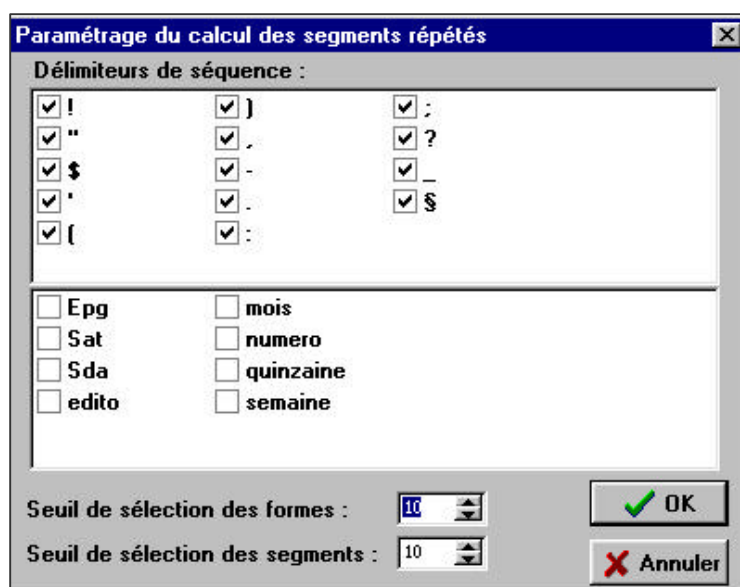 Paramétrage du calcul des segments répétés
Délimiteurs de séquence :
! ) ;
" , ?
$ - _
' . §
( :
Epg mois
Sat numero
Sda quinzaine
edito semaine
Seuil de sélection des formes : 10 OK
Seuil de sélection des segments : 10 Annuler